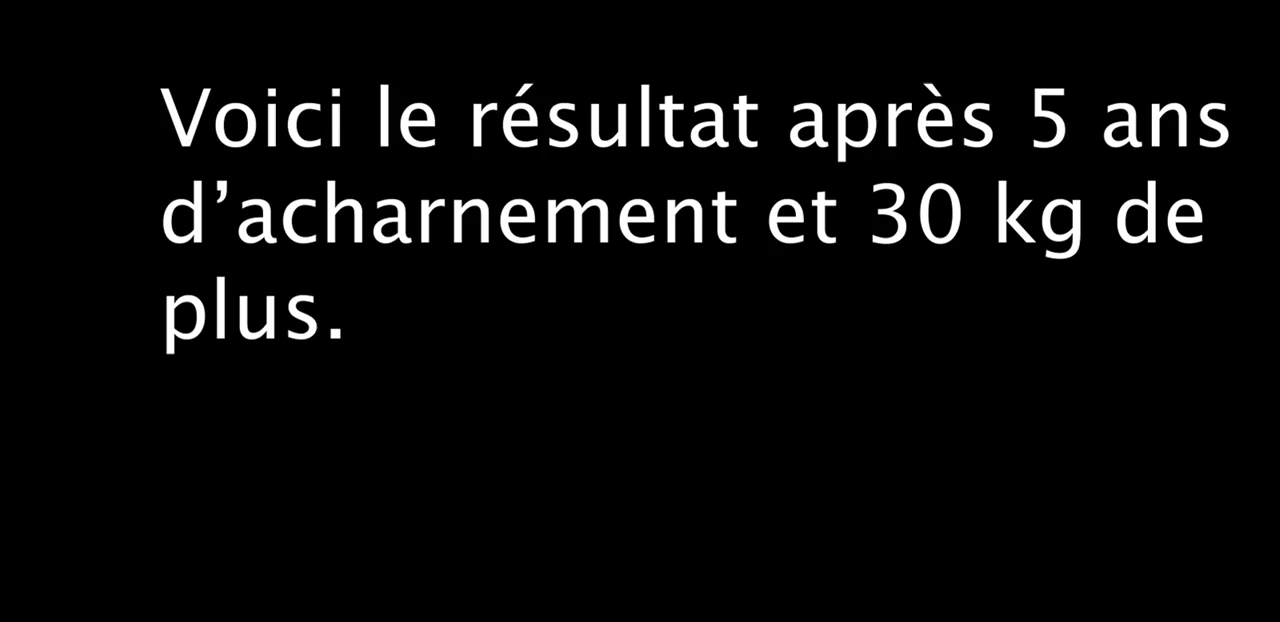 Voici le résultat après 5 ans
d’acharnement et 30 kg de
plus.